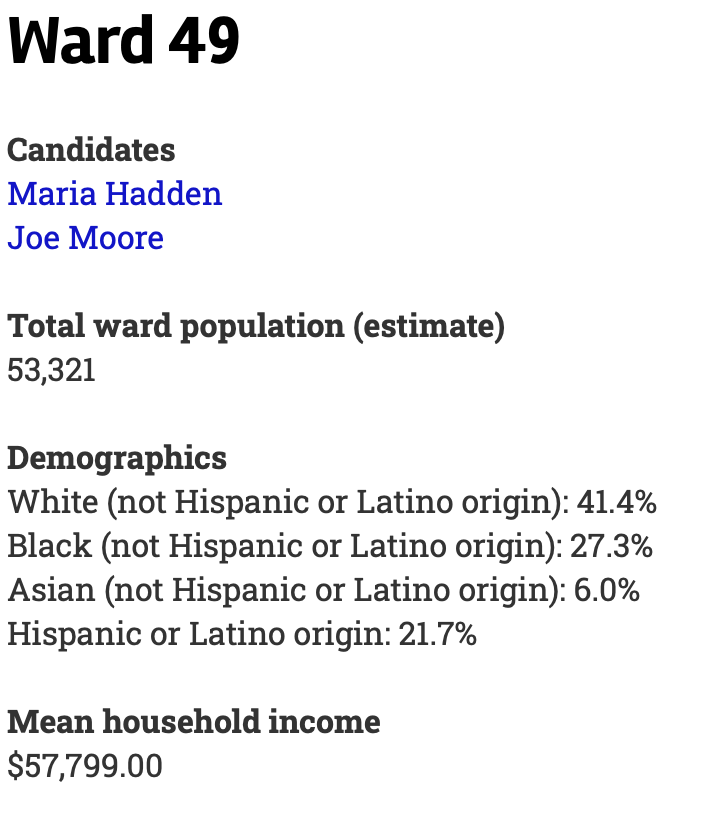 Ward 49
Candidates
Maria Hadden
Joe Moore
Total ward population (estimate)
53,321
Demographics
White (not Hispanic or Latino origin): 41.4%
Black (not Hispanic or Latino origin): 27.3%
Asian (not Hispanic or Latino origin): 6.0%
Hispanic or Latino origin: 21.7%
Mean household income
$57,799.00